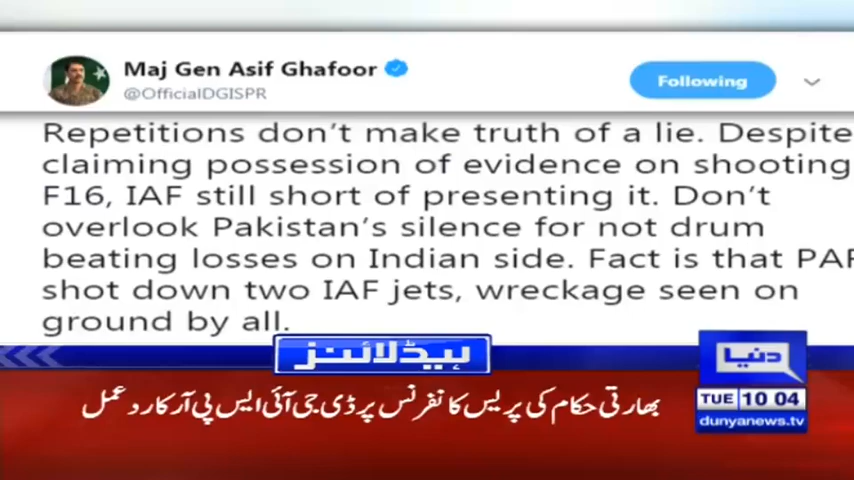 Maj Gen Asif Ghafoor
@OfficialDGISPR
Following
Repetitions don't make truth of a lie. Despite
claiming possession of evidence on shooting
F16, IAF still short of presenting it. Don't
overlook Pakistan's silence for not drum
beating losses on Indian side. Fact is that PAF
shot down two IAF jets, wreckage seen on
ground by all.
ہیڈلائنز
دنیا
بھارتی حکام کی پریس کانفرنس پر ڈی جی آئی ایس پی آر کا ردعمل
TUE 10 04
dunyanews.tv